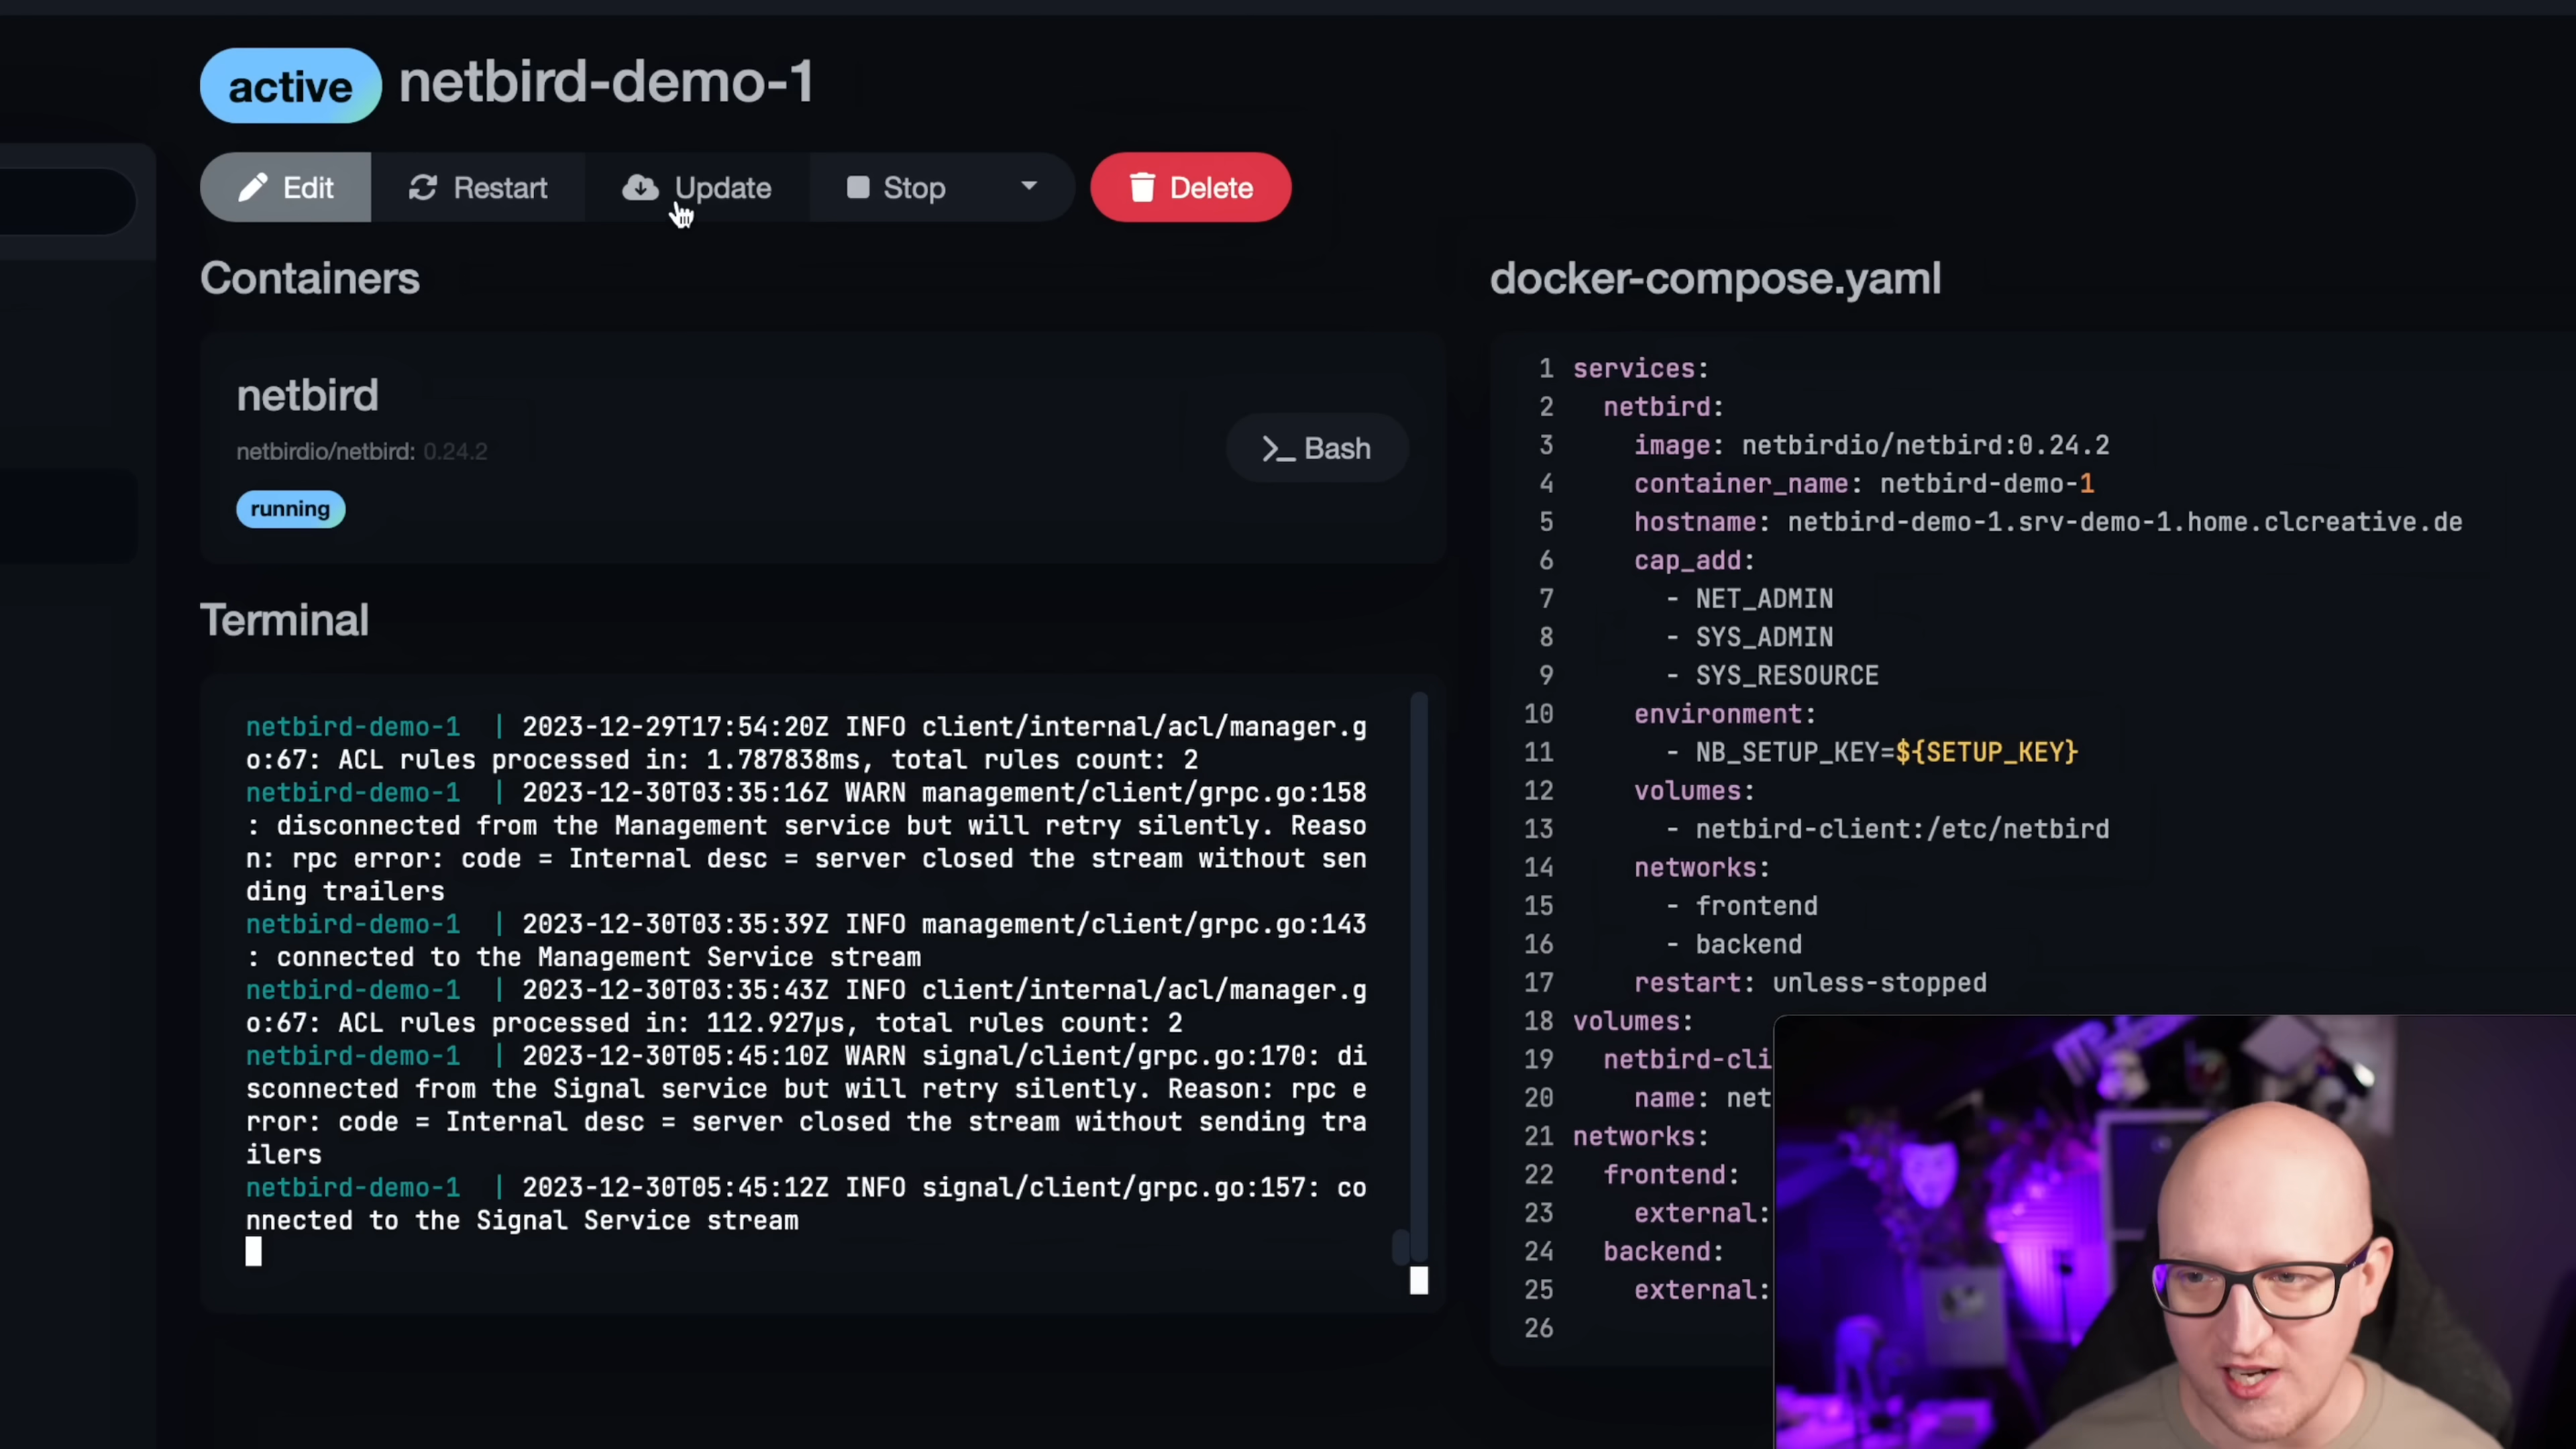 active netbird-demo-1
Edit Restart Update Stop Delete
Containers
netbird
netbirdio/netbird: 0.24.2
running
>_ Bash
Terminal
netbird-demo-1 | 2023-12-29T17:54:20Z INFO client/internal/acl/manager.g
o:67: ACL rules processed in: 1.787838ms, total rules count: 2
netbird-demo-1 | 2023-12-30T03:35:16Z WARN management/client/grpc.go:158
: disconnected from the Management service but will retry silently. Reaso
n: rpc error: code = Internal desc = server closed the stream without sen
ding trailers
netbird-demo-1 | 2023-12-30T03:35:39Z INFO management/client/grpc.go:143
: connected to the Management Service stream
netbird-demo-1 | 2023-12-30T03:35:43Z INFO client/internal/acl/manager.g
o:67: ACL rules processed in: 112.927µs, total rules count: 2
netbird-demo-1 | 2023-12-30T05:45:10Z WARN signal/client/grpc.go:170: di
sconnected from the Signal service but will retry silently. Reason: rpc e
rror: code = Internal desc = server closed the stream without sending tra
ilers
netbird-demo-1 | 2023-12-30T05:45:12Z INFO signal/client/grpc.go:157: co
nnected to the Signal Service stream
docker-compose.yaml
1 services:
2 netbird:
3 image: netbirdio/netbird:0.24.2
4 container_name: netbird-demo-1
5 hostname: netbird-demo-1.srv-demo-1.home.clcreative.de
6 cap_add:
7 - NET_ADMIN
8 - SYS_ADMIN
9 - SYS_RESOURCE
10 environment:
11 - NB_SETUP_KEY=${SETUP_KEY}
12 volumes:
13 - netbird-client:/etc/netbird
14 networks:
15 - frontend
16 - backend
17 restart: unless-stopped
18 volumes:
19 netbird-cli
20 name: net
21 networks:
22 frontend:
23 external:
24 backend:
25 external:
26